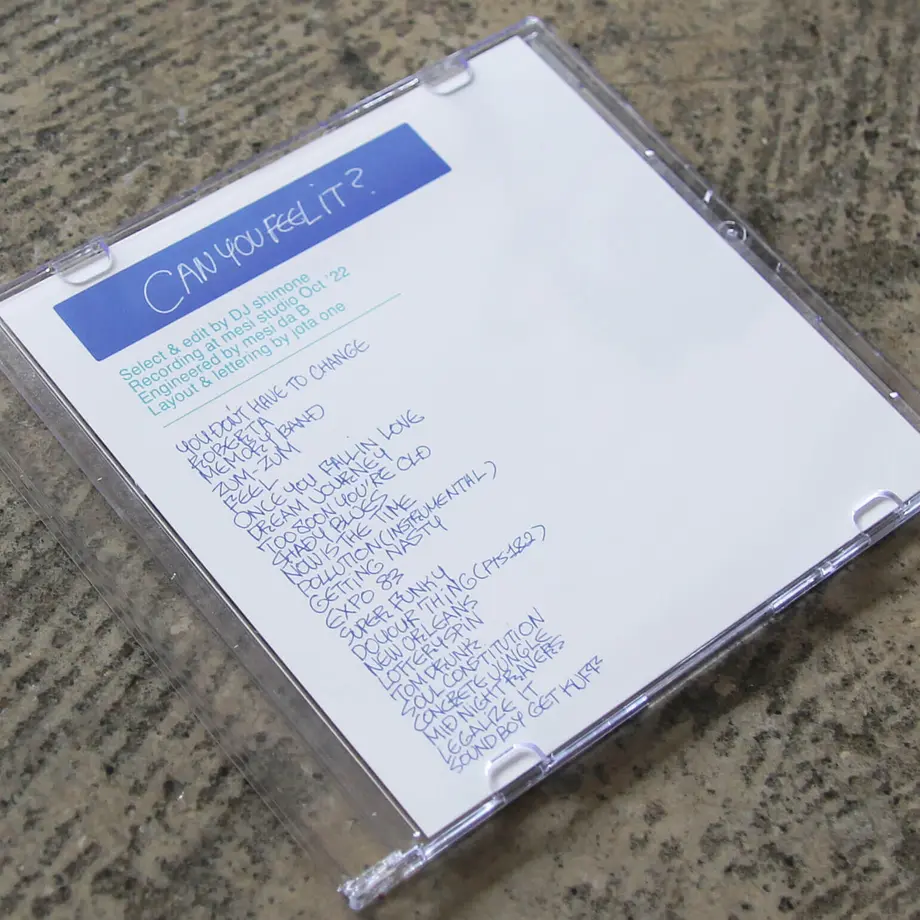 CAN YOU FEEL IT?
Select & edit by DJ shimone
Recording at mesi studio Oct '22
Engineered by mesi da B
Layout & lettering by jota one
YOU DON'T HAVE TO CHANGE
ROBERTA
MEMORY BAND
ZUM-ZUM
FEEL
ONCE YOU FALL IN LOVE
DREAM JOURNEY
TOO SOON YOU'RE OLD
SHADY BLUES
NOW IS THE TIME
POLLUTION (INSTRUMENTAL)
GETTING NASTY
EXPO 83
SUPER FUNKY
DO YOUR THING (PTS.1&2)
NEW ORLEANS
LOTTERY SPIN
TOM DRUNK
SOUL CONSTITUTION
CONCRETE JUNGLE
MIDNIGHT RAVERS
LEGALIZE IT
SOUND BOY GET KUFF